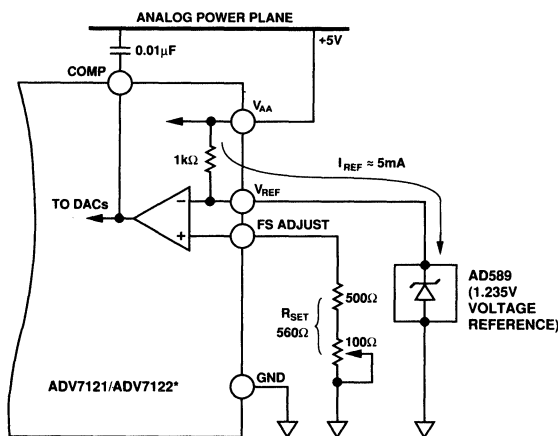 ANALOG POWER PLANE
0.01µF
+5V
COMP
VAA
1kΩ
IREF ≈ 5mA
TO DACs
VREF
FS ADJUST
AD589
(1.235V
VOLTAGE
REFERENCE)
500Ω
RSET
560Ω
100Ω
GND
ADV7121/ADV7122*